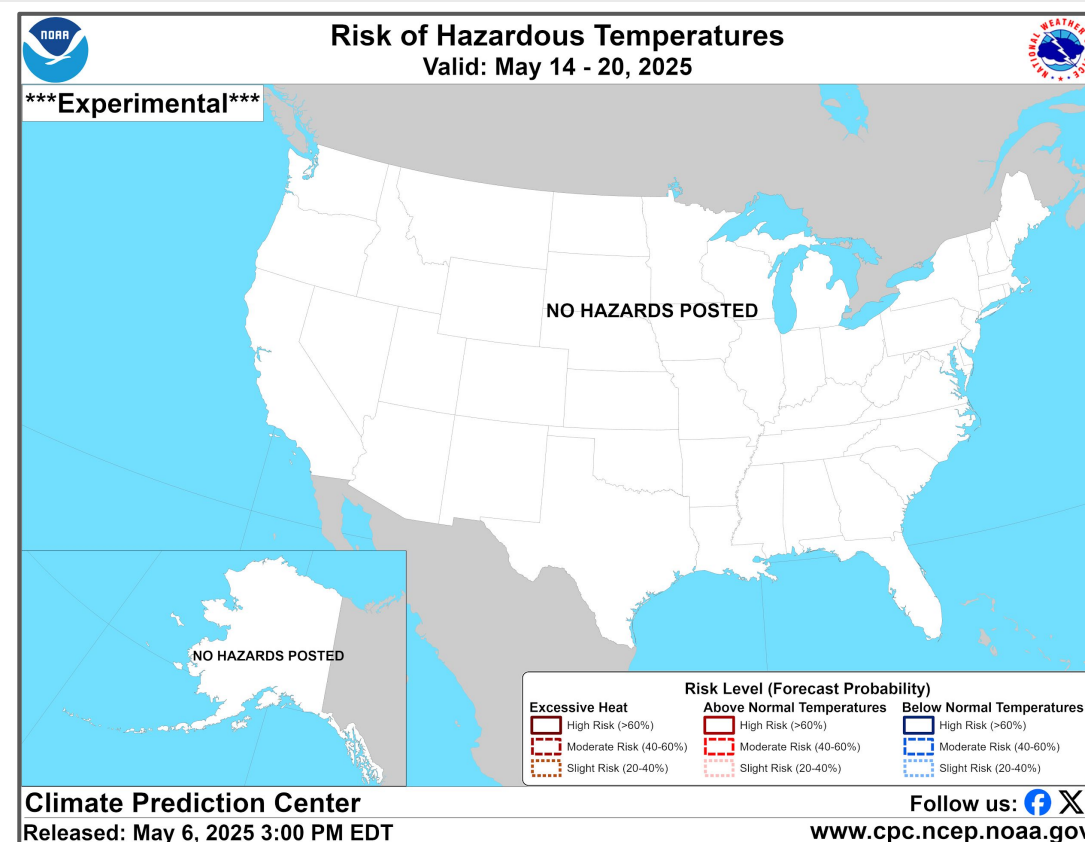 NOAA
Risk of Hazardous Temperatures
Valid: May 14 - 20, 2025
NATIONAL WEATHER
***Experimental***
NO HAZARDS POSTED
NO HAZARDS POSTED
Risk Level (Forecast Probability)
Excessive Heat
High Risk (>60%)
Moderate Risk (40-60%)
Slight Risk (20-40%)
Above Normal Temperatures
High Risk (>60%)
Moderate Risk (40-60%)
Slight Risk (20-40%)
Below Normal Temperatures
High Risk (>60%)
Moderate Risk (40-60%)
Slight Risk (20-40%)
Climate Prediction Center
Follow us:
Released: May 6, 2025 3:00 PM EDT
www.cpc.ncep.noaa.gov